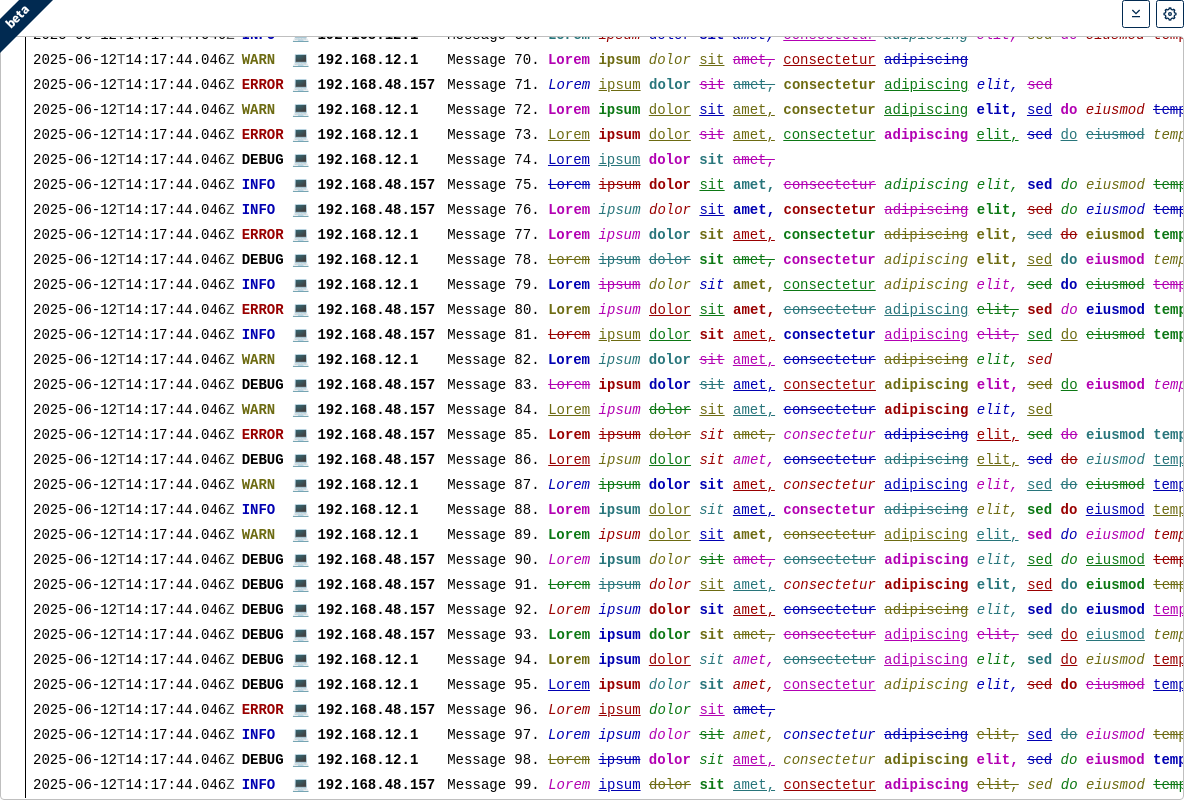 beta
2025-06-12T14:17:44.046Z INFO 192.168.12.1 Message 69. Lorem ipsum dolor sit amet, consectetur adipiscing elit, sed do eiusmod temp
2025-06-12T14:17:44.046Z WARN 192.168.12.1 Message 70. Lorem ipsum dolor sit amet, consectetur adipiscing
2025-06-12T14:17:44.046Z ERROR 192.168.48.157 Message 71. Lorem ipsum dolor sit amet, consectetur adipiscing elit, sed
2025-06-12T14:17:44.046Z WARN 192.168.12.1 Message 72. Lorem ipsum dolor sit amet, consectetur adipiscing elit, sed do eiusmod temp
2025-06-12T14:17:44.046Z ERROR 192.168.48.157 Message 73. Lorem ipsum dolor sit amet, consectetur adipiscing elit, sed do eiusmod temp
2025-06-12T14:17:44.046Z DEBUG 192.168.12.1 Message 74. Lorem ipsum dolor sit amet,
2025-06-12T14:17:44.046Z INFO 192.168.48.157 Message 75. Lorem ipsum dolor sit amet, consectetur adipiscing elit, sed do eiusmod temp
2025-06-12T14:17:44.046Z INFO 192.168.48.157 Message 76. Lorem ipsum dolor sit amet, consectetur adipiscing elit, sed do eiusmod temp
2025-06-12T14:17:44.046Z ERROR 192.168.12.1 Message 77. Lorem ipsum dolor sit amet, consectetur adipiscing elit, sed do eiusmod temp
2025-06-12T14:17:44.046Z DEBUG 192.168.12.1 Message 78. Lorem ipsum dolor sit amet, consectetur adipiscing elit, sed do eiusmod temp
2025-06-12T14:17:44.046Z INFO 192.168.12.1 Message 79. Lorem ipsum dolor sit amet, consectetur adipiscing elit, sed do eiusmod temp
2025-06-12T14:17:44.046Z ERROR 192.168.48.157 Message 80. Lorem ipsum dolor sit amet, consectetur adipiscing elit, sed do eiusmod temp
2025-06-12T14:17:44.046Z INFO 192.168.48.157 Message 81. Lorem ipsum dolor sit amet, consectetur adipiscing elit, sed do eiusmod temp
2025-06-12T14:17:44.046Z WARN 192.168.12.1 Message 82. Lorem ipsum dolor sit amet, consectetur adipiscing elit, sed
2025-06-12T14:17:44.046Z DEBUG 192.168.48.157 Message 83. Lorem ipsum dolor sit amet, consectetur adipiscing elit, sed do eiusmod temp
2025-06-12T14:17:44.046Z WARN 192.168.48.157 Message 84. Lorem ipsum dolor sit amet, consectetur adipiscing elit, sed
2025-06-12T14:17:44.046Z ERROR 192.168.48.157 Message 85. Lorem ipsum dolor sit amet, consectetur adipiscing elit, sed do eiusmod temp
2025-06-12T14:17:44.046Z DEBUG 192.168.48.157 Message 86. Lorem ipsum dolor sit amet, consectetur adipiscing elit, sed do eiusmod temp
2025-06-12T14:17:44.046Z WARN 192.168.12.1 Message 87. Lorem ipsum dolor sit amet, consectetur adipiscing elit, sed do eiusmod temp
2025-06-12T14:17:44.046Z INFO 192.168.12.1 Message 88. Lorem ipsum dolor sit amet, consectetur adipiscing elit, sed do eiusmod temp
2025-06-12T14:17:44.046Z WARN 192.168.12.1 Message 89. Lorem ipsum dolor sit amet, consectetur adipiscing elit, sed do eiusmod temp
2025-06-12T14:17:44.046Z DEBUG 192.168.48.157 Message 90. Lorem ipsum dolor sit amet, consectetur adipiscing elit, sed do eiusmod temp
2025-06-12T14:17:44.046Z DEBUG 192.168.48.157 Message 91. Lorem ipsum dolor sit amet, consectetur adipiscing elit, sed do eiusmod temp
2025-06-12T14:17:44.046Z DEBUG 192.168.48.157 Message 92. Lorem ipsum dolor sit amet, consectetur adipiscing elit, sed do eiusmod temp
2025-06-12T14:17:44.046Z DEBUG 192.168.48.157 Message 93. Lorem ipsum dolor sit amet, consectetur adipiscing elit, sed do eiusmod temp
2025-06-12T14:17:44.046Z DEBUG 192.168.12.1 Message 94. Lorem ipsum dolor sit amet, consectetur adipiscing elit, sed do eiusmod temp
2025-06-12T14:17:44.046Z DEBUG 192.168.12.1 Message 95. Lorem ipsum dolor sit amet, consectetur adipiscing elit, sed do eiusmod temp
2025-06-12T14:17:44.046Z ERROR 192.168.48.157 Message 96. Lorem ipsum dolor sit amet,
2025-06-12T14:17:44.046Z INFO 192.168.12.1 Message 97. Lorem ipsum dolor sit amet, consectetur adipiscing elit, sed do eiusmod temp
2025-06-12T14:17:44.046Z DEBUG 192.168.12.1 Message 98. Lorem ipsum dolor sit amet, consectetur adipiscing elit, sed do eiusmod temp
2025-06-12T14:17:44.046Z INFO 192.168.48.157 Message 99. Lorem ipsum dolor sit amet, consectetur adipiscing elit, sed do eiusmod temp